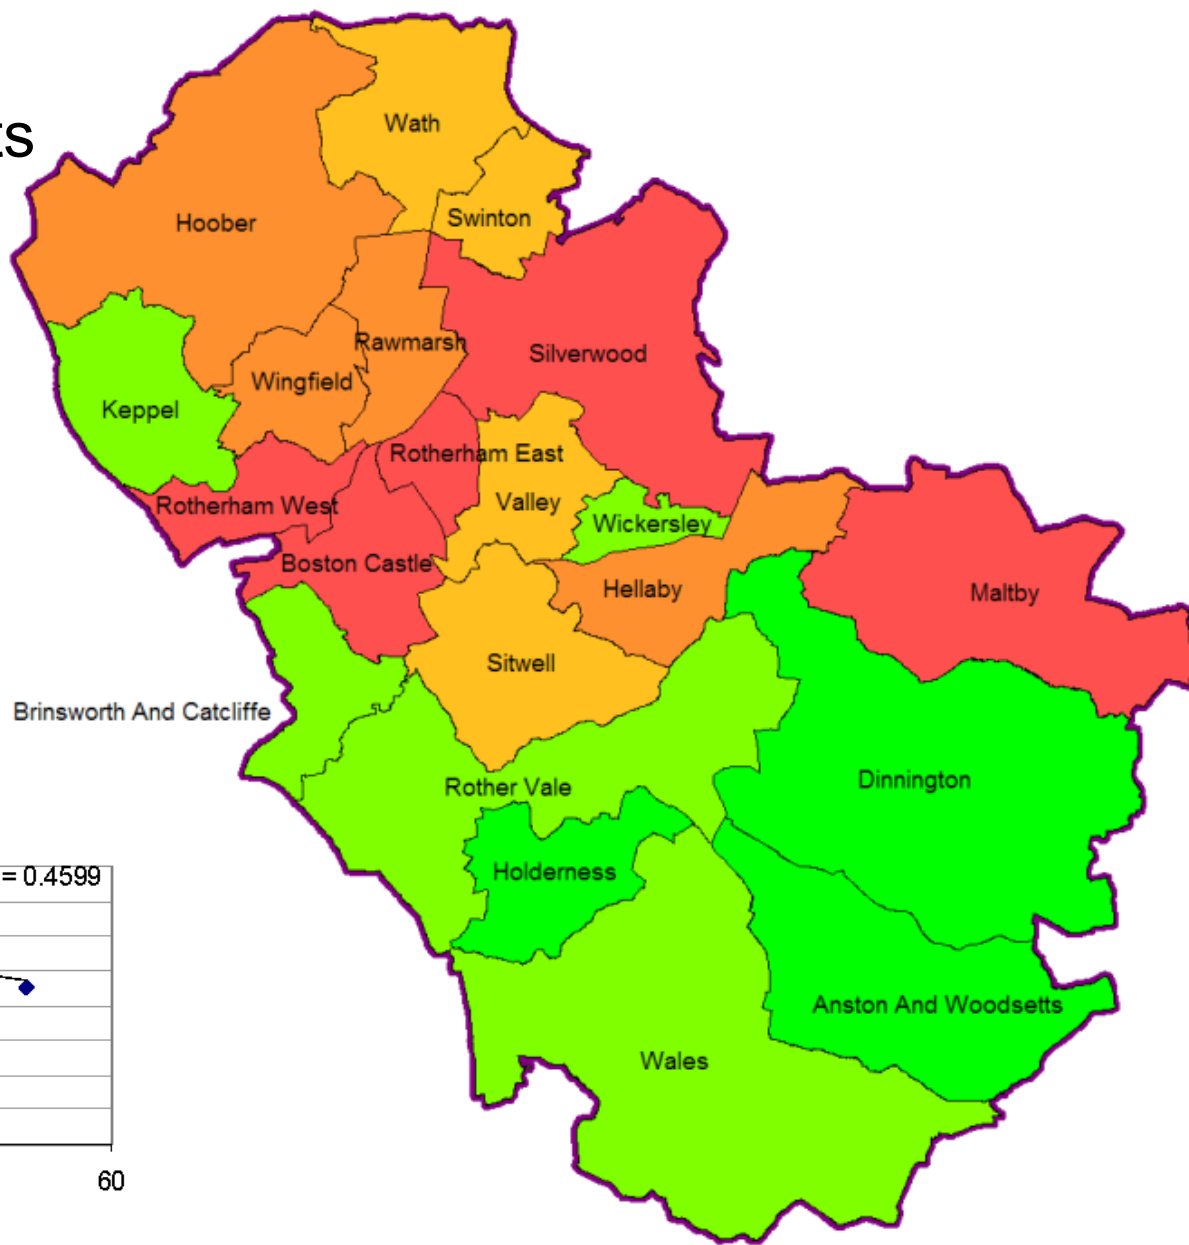 ts
Wath
Swinton
Hoober
Rawmarsh
Silverwood
Wingfield
Keppel
Rotherham East
Valley
Rotherham West
Wickersley
Boston Castle
Hellaby
Maltby
Sitwell
Brinsworth And Catcliffe
Dinnington
Rother Vale
Holderness
= 0.4599
Anston And Woodsetts
Wales
60